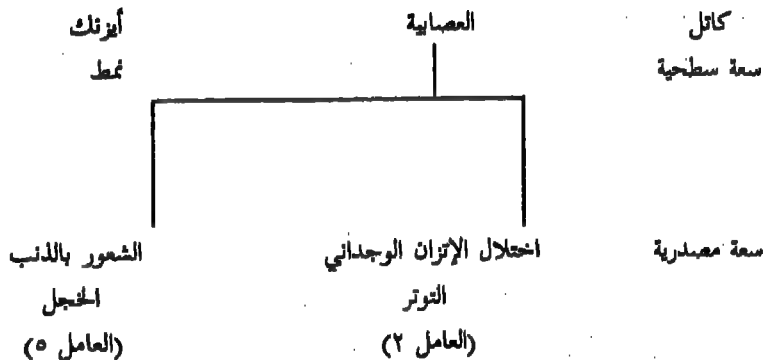 كاتل العصابية أيزنك
سمة سطحية نمط
سمة مصدرية اختلال الإتزان الوجداني الشعور بالذنب
التوتر الخجل
(العامل ٢) (العامل ٥)